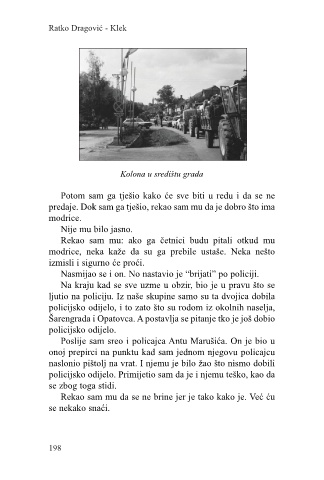 Ratko Dragović - Klek
Kolona u središtu grada
Potom sam ga tješio kako će sve biti u redu i da se ne
predaje. Dok sam ga tješio, rekao sam mu da je dobro što ima
modrice.
Nije mu bilo jasno.
Rekao sam mu: ako ga četnici budu pitali otkud mu
modrice, neka kaže da su ga prebile ustaše. Neka nešto
izmisli i sigurno će proći.
Nasmijao se i on. No nastavio je “brijati” po policiji.
Na kraju kad se sve uzme u obzir, bio je u pravu što se
ljutio na policiju. Iz naše skupine samo su ta dvojica dobila
policijsko odijelo, i to zato što su rodom iz okolnih naselja,
Šarengrada i Opatovca. A postavlja se pitanje tko je još dobio
policijsko odijelo.
Poslije sam sreo i policajca Antu Marušića. On je bio u
onoj prepirci na punktu kad sam jednom njegovu policajcu
naslonio pištolj na vrat. I njemu je bilo žao što nismo dobili
policijsko odijelo. Primijetio sam da je i njemu teško, kao da
se zbog toga stidi.
Rekao sam mu da se ne brine jer je tako kako je. Već ću
se nekako snaći.
198